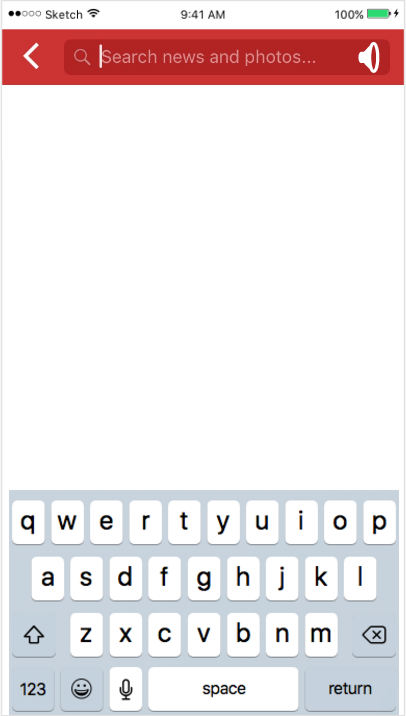 Sketch 9:41 AM 100%
Search news and photos...
q w e r t y u i o p
a s d f g h j k l
z x c v b n m
123 space return